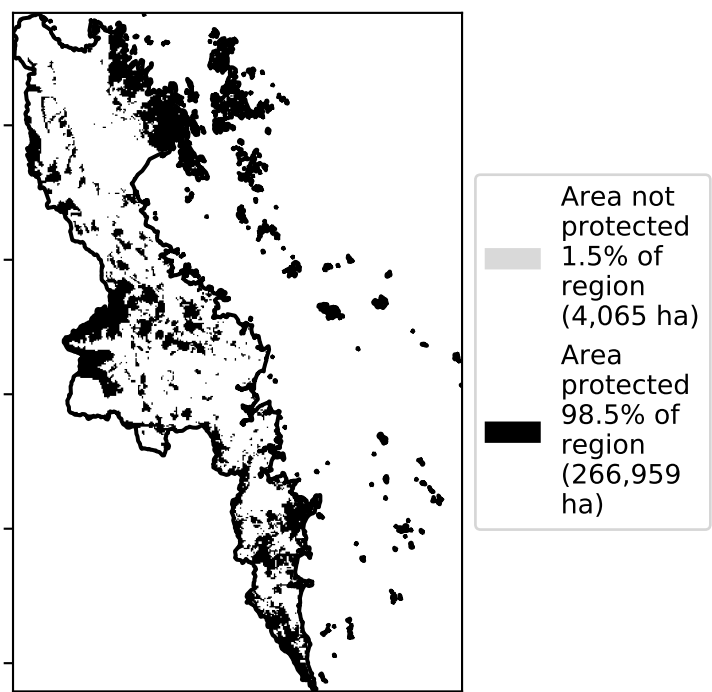 Area not
protected
1.5% of
region
(4,065 ha)
Area
protected
98.5% of
region
(266,959
ha)